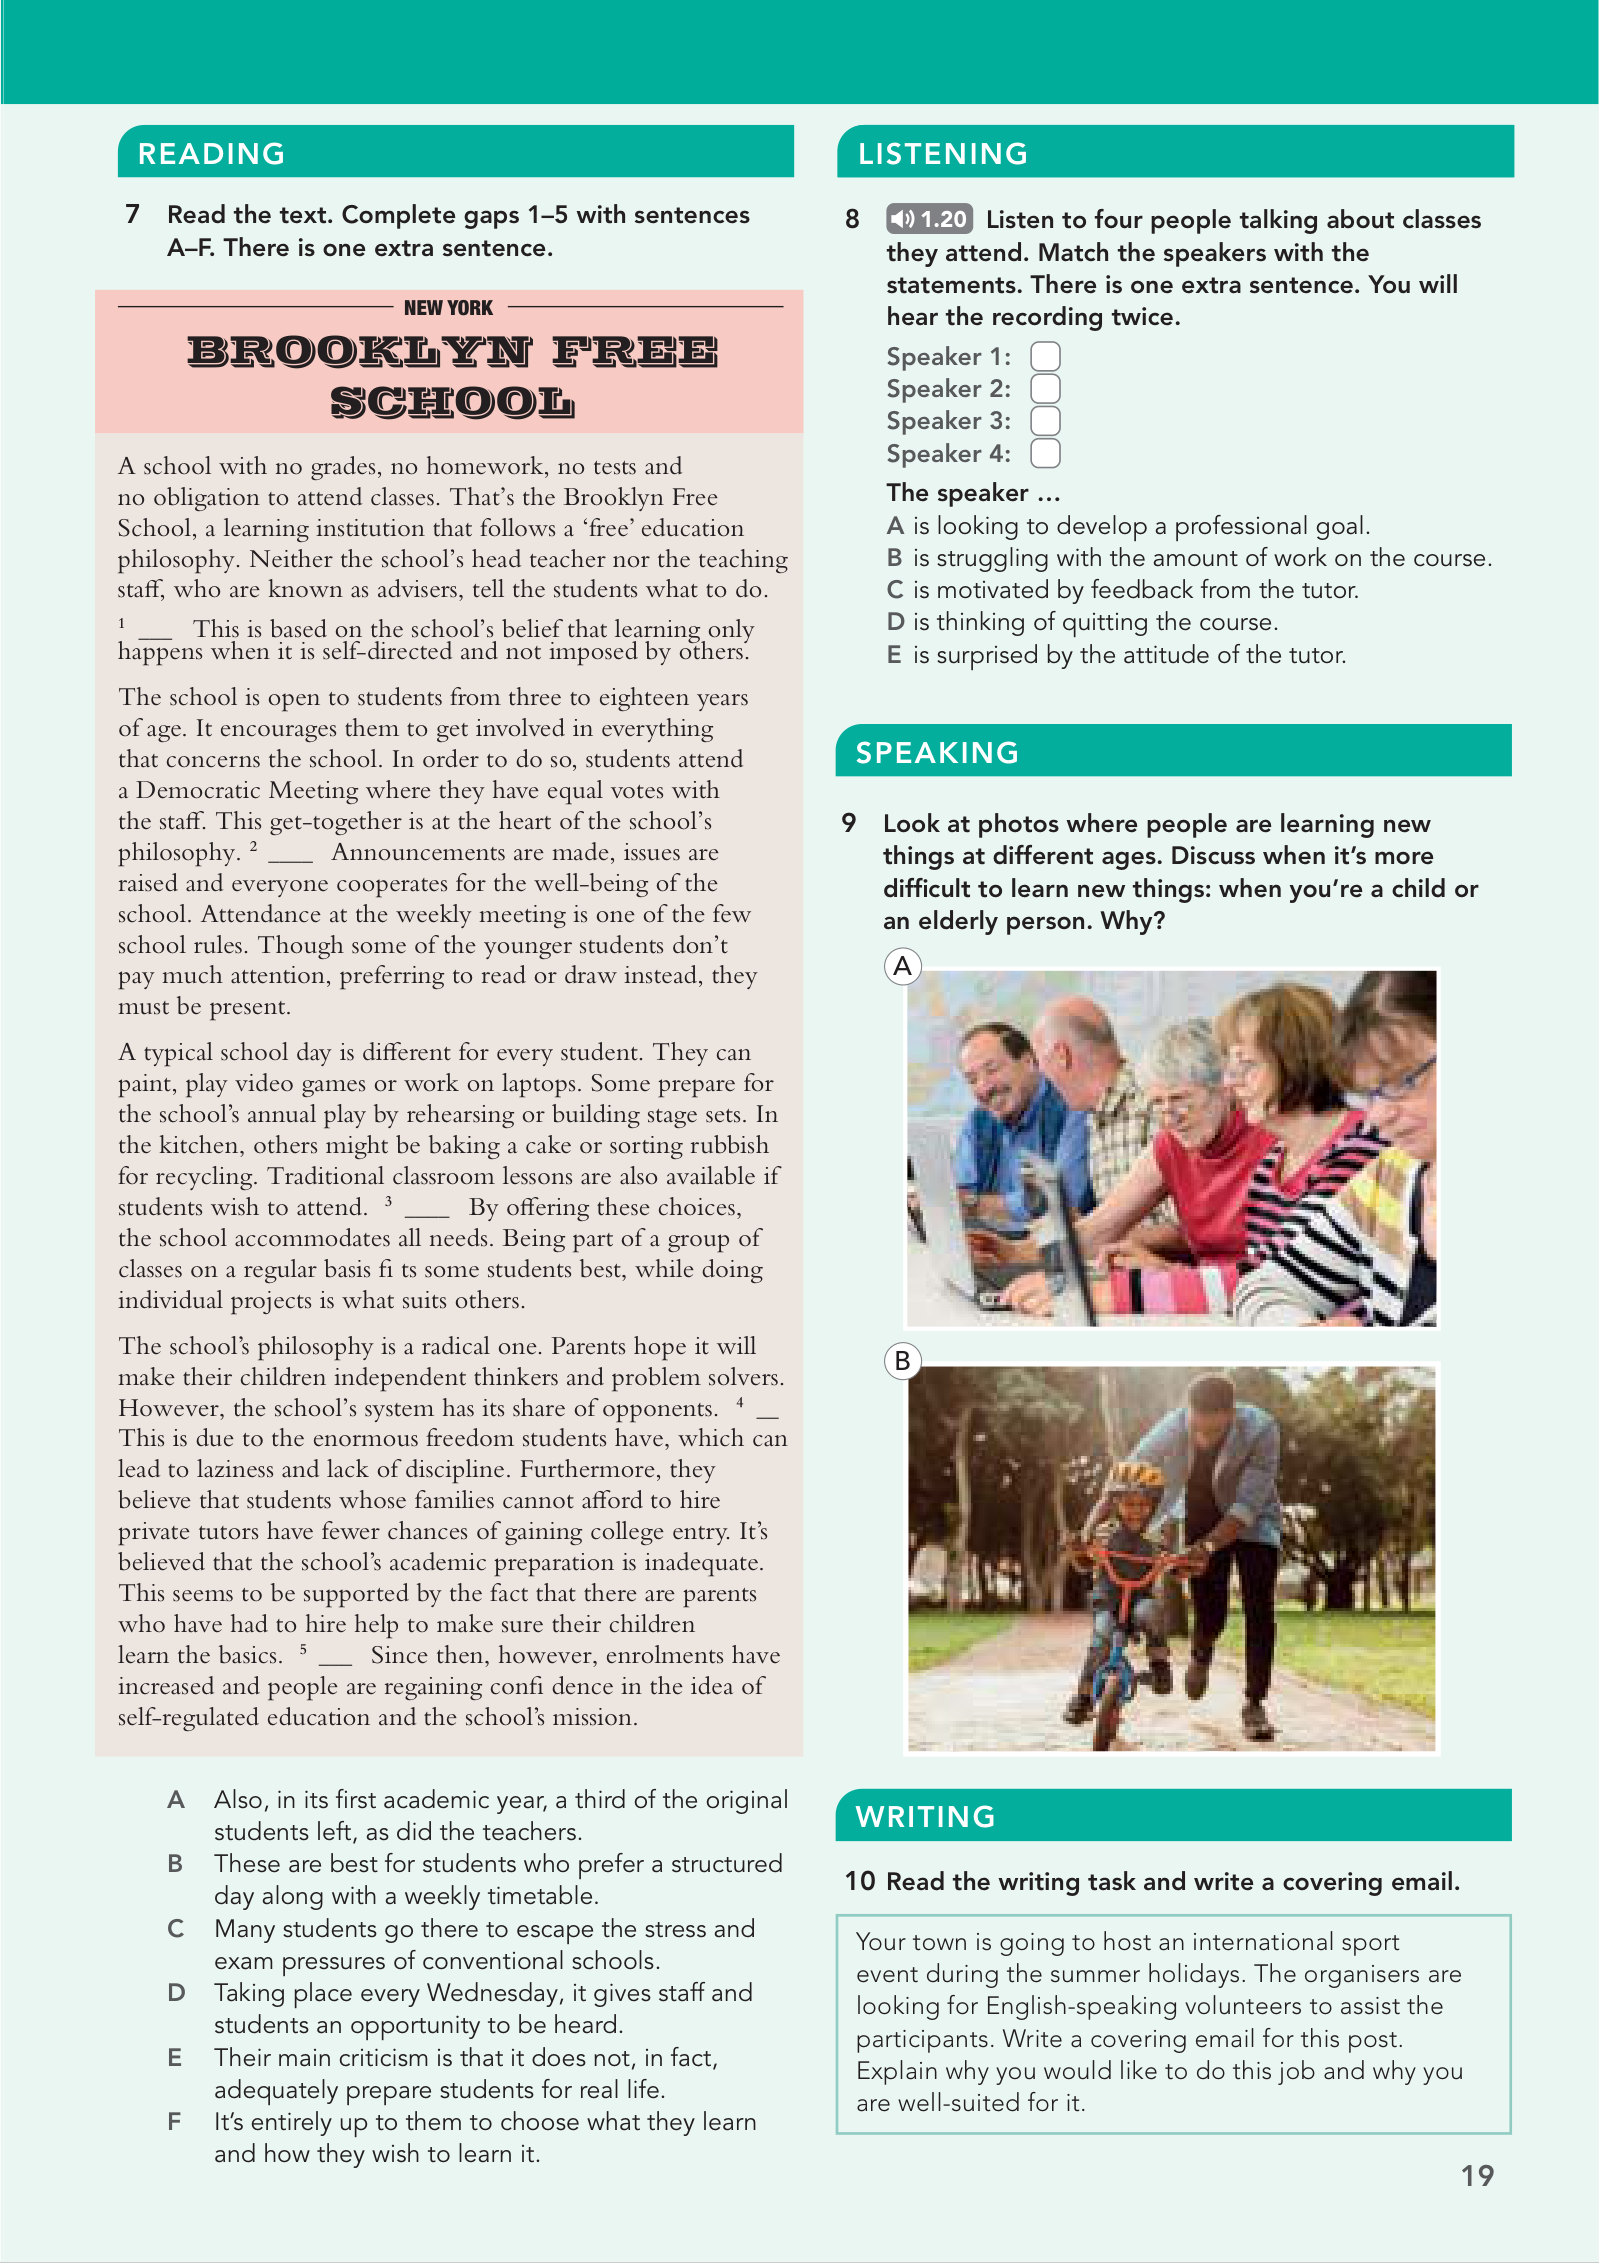 READING
7 Read the text. Complete gaps 1–5 with sentences
A–F. There is one extra sentence.
NEW YORK
BROOKLYN FREE
SCHOOL
A school with no grades, no homework, no tests and
no obligation to attend classes. That's the Brooklyn Free
School, a learning institution that follows a 'free' education
philosophy. Neither the school's head teacher nor the teaching
staff, who are known as advisers, tell the students what to do.
1 ___ This is based on the school's belief that learning only
happens when it is self-directed and not imposed by others.
The school is open to students from three to eighteen years
of age. It encourages them to get involved in everything
that concerns the school. In order to do so, students attend
a Democratic Meeting where they have equal votes with
the staff. This get-together is at the heart of the school's
philosophy. 2 ____ Announcements are made, issues are
raised and everyone cooperates for the well-being of the
school. Attendance at the weekly meeting is one of the few
school rules. Though some of the younger students don't
pay much attention, preferring to read or draw instead, they
must be present.
A typical school day is different for every student. They can
paint, play video games or work on laptops. Some prepare for
the school's annual play by rehearsing or building stage sets. In
the kitchen, others might be baking a cake or sorting rubbish
for recycling. Traditional classroom lessons are also available if
students wish to attend. 3 ____ By offering these choices,
the school accommodates all needs. Being part of a group of
classes on a regular basis fi ts some students best, while doing
individual projects is what suits others.
The school's philosophy is a radical one. Parents hope it will
make their children independent thinkers and problem solvers.
However, the school's system has its share of opponents. 4 __
This is due to the enormous freedom students have, which can
lead to laziness and lack of discipline. Furthermore, they
believe that students whose families cannot afford to hire
private tutors have fewer chances of gaining college entry. It's
believed that the school's academic preparation is inadequate.
This seems to be supported by the fact that there are parents
who have had to hire help to make sure their children
learn the basics. 5 ___ Since then, however, enrolments have
increased and people are regaining confi dence in the idea of
self-regulated education and the school's mission.
A Also, in its first academic year, a third of the original
students left, as did the teachers.
B These are best for students who prefer a structured
day along with a weekly timetable.
C Many students go there to escape the stress and
exam pressures of conventional schools.
D Taking place every Wednesday, it gives staff and
students an opportunity to be heard.
E Their main criticism is that it does not, in fact,
adequately prepare students for real life.
F It's entirely up to them to choose what they learn
and how they wish to learn it.
LISTENING
8 1.20 Listen to four people talking about classes
they attend. Match the speakers with the
statements. There is one extra sentence. You will
hear the recording twice.
Speaker 1:
Speaker 2:
Speaker 3:
Speaker 4:
The speaker …
A is looking to develop a professional goal.
B is struggling with the amount of work on the course.
C is motivated by feedback from the tutor.
D is thinking of quitting the course.
E is surprised by the attitude of the tutor.
SPEAKING
9 Look at photos where people are learning new
things at different ages. Discuss when it's more
difficult to learn new things: when you're a child or
an elderly person. Why?
A
B
WRITING
10 Read the writing task and write a covering email.
Your town is going to host an international sport
event during the summer holidays. The organisers are
looking for English-speaking volunteers to assist the
participants. Write a covering email for this post.
Explain why you would like to do this job and why you
are well-suited for it.
19